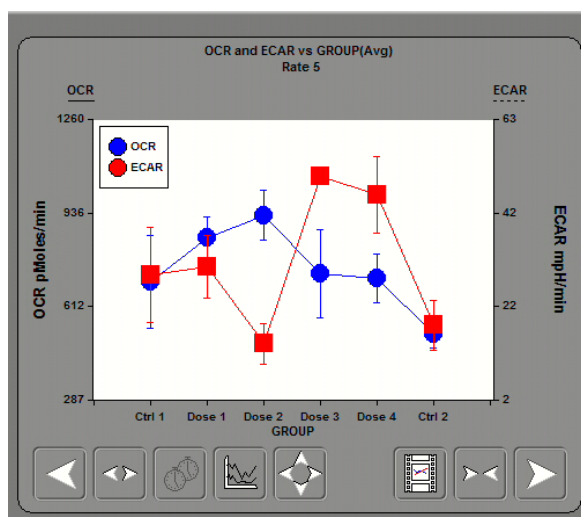 OCR and ECAR vs GROUP(Avg)
Rate 5
OCR
ECAR
1260
63
OCR
ECAR
936
42
OCR pMoles/min
ECAR mpH/min
612
22
287
2
Ctrl 1 Dose 1 Dose 2 Dose 3 Dose 4 Ctrl 2
GROUP